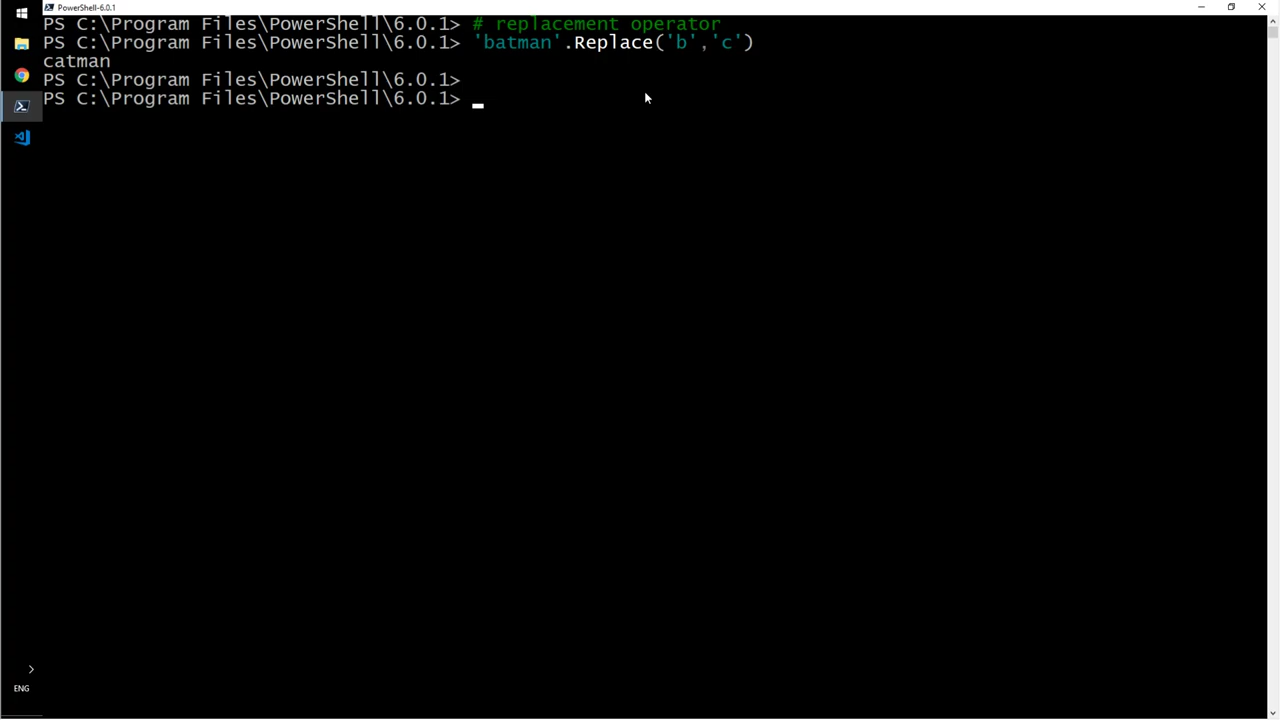 PowerShell-6.0.1
PS C:\Program Files\PowerShell\6.0.1> # replacement operator
PS C:\Program Files\PowerShell\6.0.1> 'batman'.Replace('b','c')
catman
PS C:\Program Files\PowerShell\6.0.1>
PS C:\Program Files\PowerShell\6.0.1>
ENG